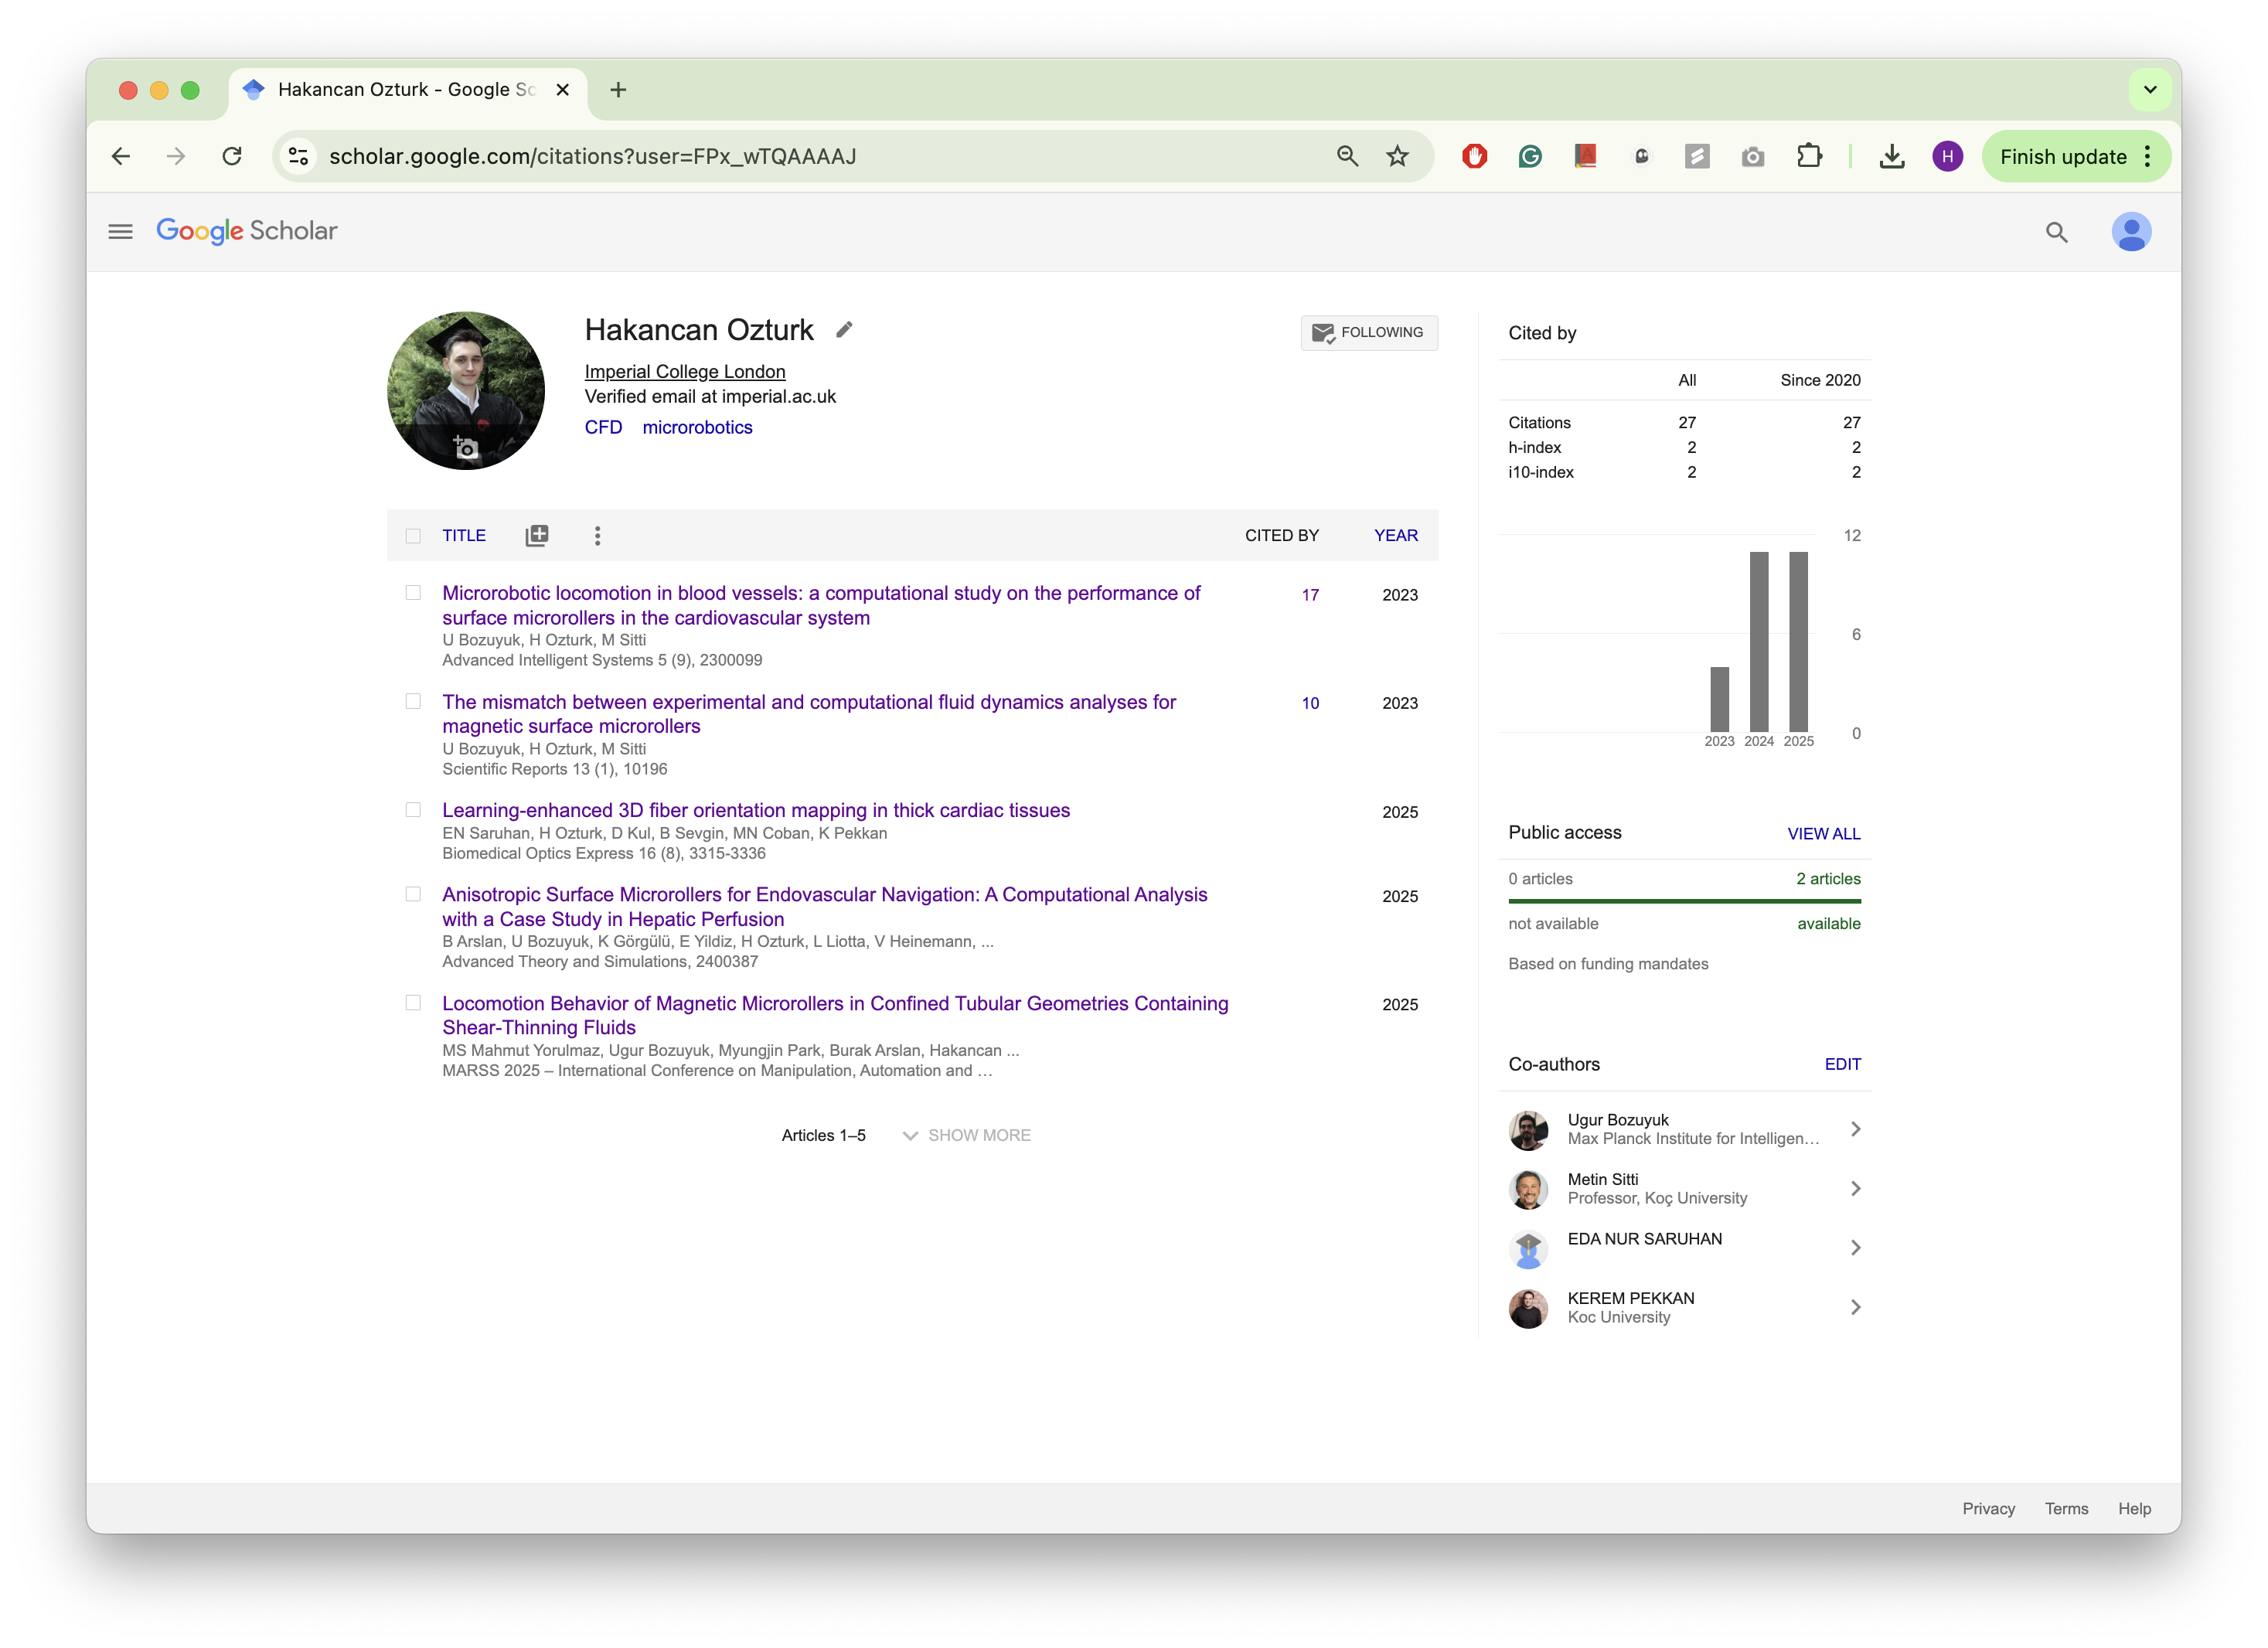 Hakancan Ozturk - Google Sc
scholar.google.com/citations?user=FPx_wTQAAAAJ
H
Finish update
Google Scholar
Hakancan Ozturk
FOLLOWING
Imperial College London
Verified email at imperial.ac.uk
CFD microrobotics
TITLE CITED BY YEAR
Microrobotic locomotion in blood vessels: a computational study on the performance of 17 2023
surface microrollers in the cardiovascular system
U Bozuyuk, H Ozturk, M Sitti
Advanced Intelligent Systems 5 (9), 2300099
The mismatch between experimental and computational fluid dynamics analyses for 10 2023
magnetic surface microrollers
U Bozuyuk, H Ozturk, M Sitti
Scientific Reports 13 (1), 10196
Learning-enhanced 3D fiber orientation mapping in thick cardiac tissues 2025
EN Saruhan, H Ozturk, D Kul, B Sevgin, MN Coban, K Pekkan
Biomedical Optics Express 16 (8), 3315-3336
Anisotropic Surface Microrollers for Endovascular Navigation: A Computational Analysis 2025
with a Case Study in Hepatic Perfusion
B Arslan, U Bozuyuk, K Görgülü, E Yildiz, H Ozturk, L Liotta, V Heinemann, ...
Advanced Theory and Simulations, 2400387
Locomotion Behavior of Magnetic Microrollers in Confined Tubular Geometries Containing 2025
Shear-Thinning Fluids
MS Mahmut Yorulmaz, Ugur Bozuyuk, Myungjin Park, Burak Arslan, Hakancan ...
MARSS 2025 – International Conference on Manipulation, Automation and …
Articles 1–5 SHOW MORE
Cited by
All Since 2020
Citations 27 27
h-index 2 2
i10-index 2 2
12
6
0
2023 2024 2025
Public access VIEW ALL
0 articles 2 articles
not available available
Based on funding mandates
Co-authors EDIT
Ugur Bozuyuk
Max Planck Institute for Intelligen…
Metin Sitti
Professor, Koç University
EDA NUR SARUHAN
KEREM PEKKAN
Koc University
Privacy Terms Help